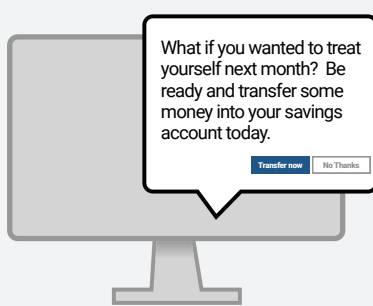 What if you wanted to treat
yourself next month? Be
ready and transfer some
money into your savings
account today.
Transfer now No Thanks